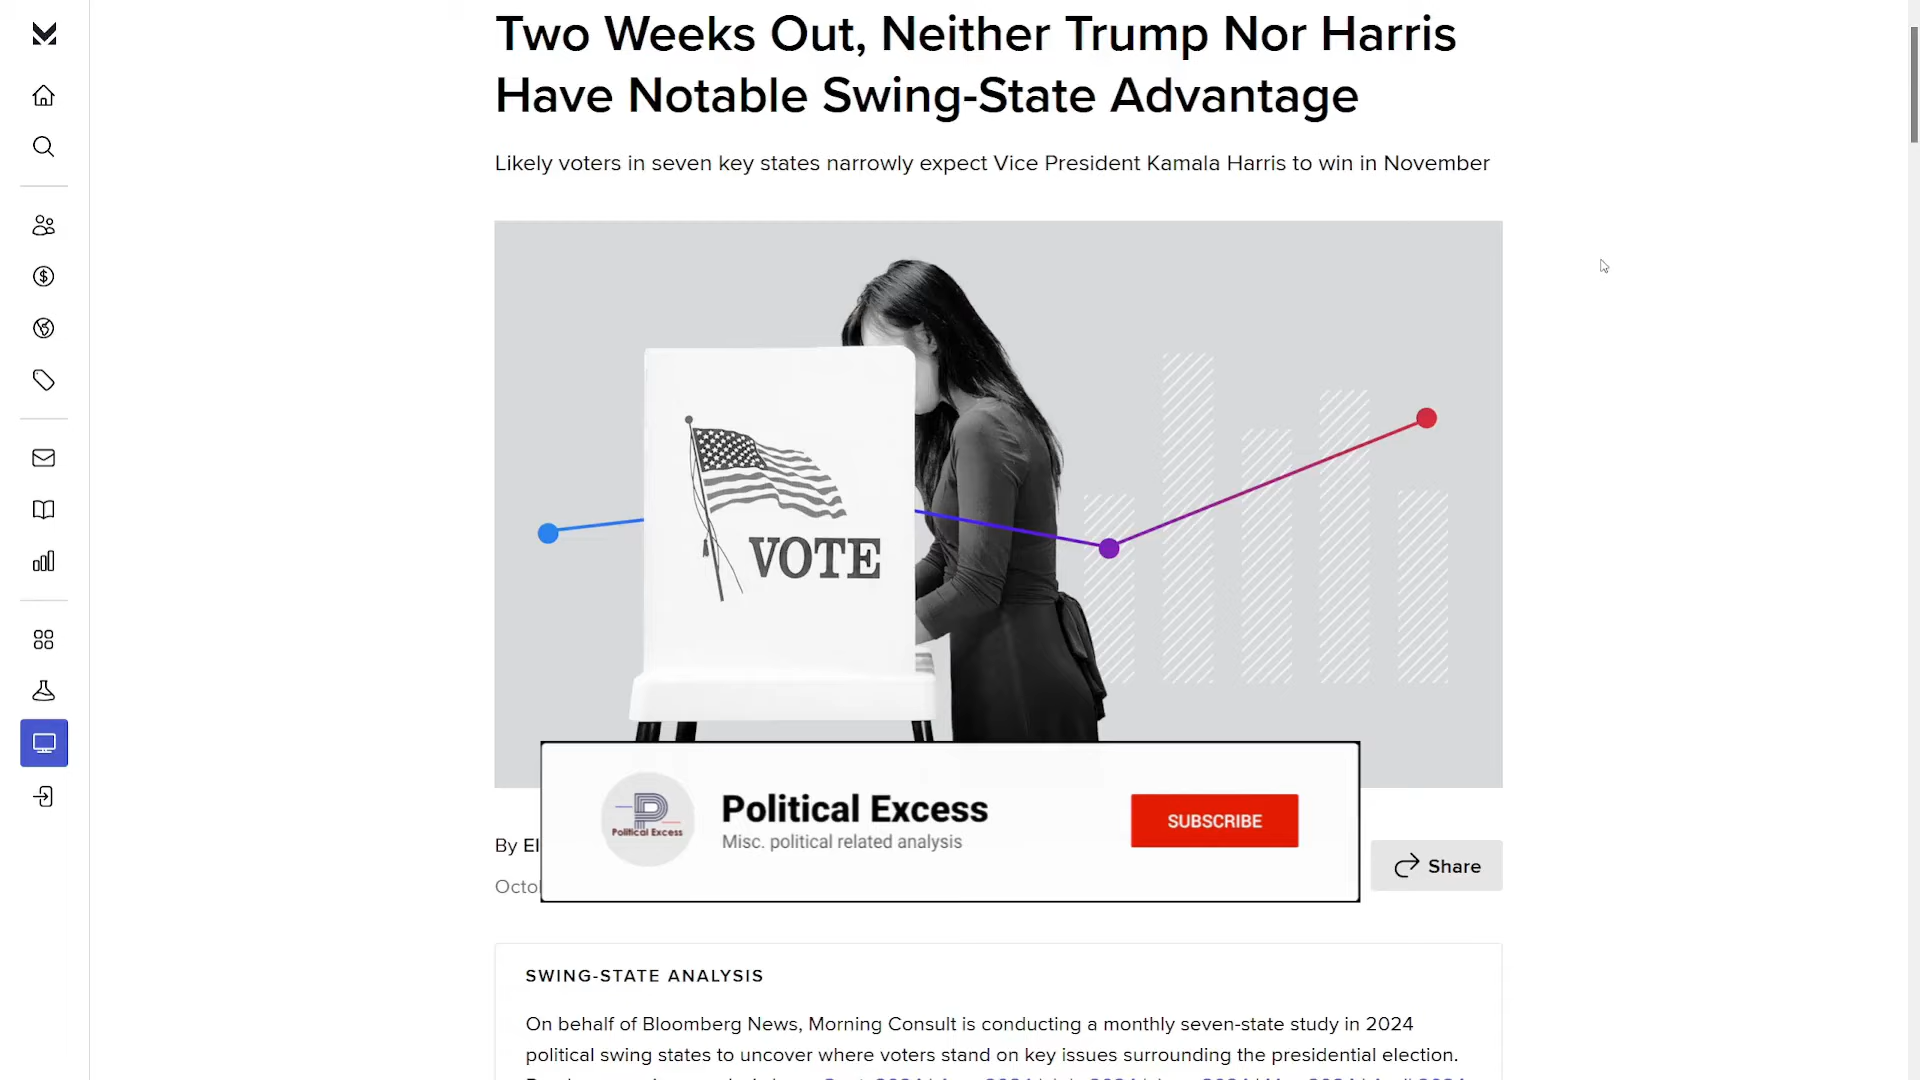 Two Weeks Out, Neither Trump Nor Harris
Have Notable Swing-State Advantage
Likely voters in seven key states narrowly expect Vice President Kamala Harris to win in November
VOTE
Political Excess
Political Excess
Misc. political related analysis
SUBSCRIBE
By El
Octo
Share
SWING-STATE ANALYSIS
On behalf of Bloomberg News, Morning Consult is conducting a monthly seven-state study in 2024
political swing states to uncover where voters stand on key issues surrounding the presidential election.